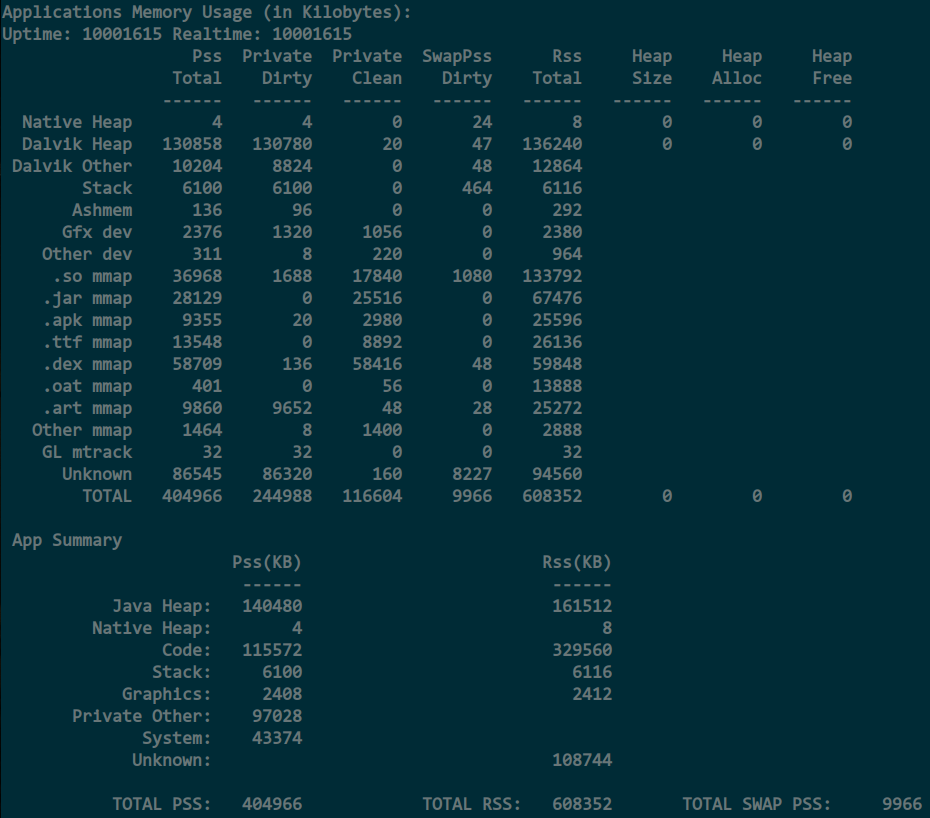 Applications Memory Usage (in Kilobytes):
Uptime: 10001615 Realtime: 10001615
                   Pss  Private  Private  SwapPss      Rss     Heap     Heap     Heap
                 Total    Dirty    Clean    Dirty    Total     Size    Alloc     Free
                ------   ------   ------   ------   ------   ------   ------   ------
  Native Heap        4        4        0       24        8        0        0        0
  Dalvik Heap   130858   130780       20       47   136240        0        0        0
 Dalvik Other    10204     8824        0       48    12864
        Stack     6100     6100        0      464     6116
       Ashmem      136       96        0        0      292
      Gfx dev     2376     1320     1056        0     2380
    Other dev      311        8      220        0      964
     .so mmap    36968     1688    17840     1080   133792
    .jar mmap    28129        0    25516        0    67476
    .apk mmap     9355       20     2980        0    25596
    .ttf mmap    13548        0     8892        0    26136
    .dex mmap    58709      136    58416       48    59848
    .oat mmap      401        0       56        0    13888
    .art mmap     9860     9652       48       28    25272
   Other mmap     1464        8     1400        0     2888
    GL mtrack       32       32        0        0       32
      Unknown    86545    86320      160     8227    94560
        TOTAL   404966   244988   116604     9966   608352        0        0        0
 App Summary
                       Pss(KB)                        Rss(KB)
                        ------                         ------
           Java Heap:   140480                         161512
         Native Heap:        4                              8
                Code:   115572                         329560
               Stack:     6100                           6116
            Graphics:     2408                           2412
       Private Other:    97028
              System:    43374
             Unknown:                                  108744
           TOTAL PSS:   404966            TOTAL RSS:   608352       TOTAL SWAP PSS:     9966